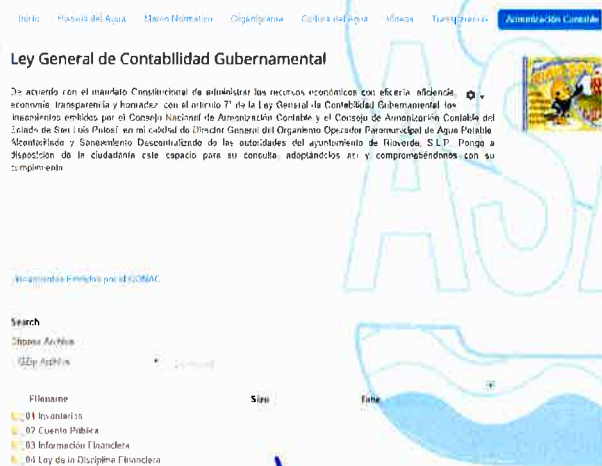 Inicio Historia del Agua Marco Normativo Organigrama Cultura del Agua Videos Transparencia Armonización Contable
Ley General de Contabilidad Gubernamental
De acuerdo con el mandato Constitucional de administrar los recursos económicos con eficacia, eficiencia,
economía, transparencia y honradez, con el artículo 7° de la Ley General de Contabilidad Gubernamental los
lineamientos emitidos por el Consejo Nacional de Armonización Contable y el Consejo de Armonización Contable del
Estado de San Luis Potosí en mi calidad de Director General del Organismo Operador Paramunicipal de Agua Potable
Alcantarillado y Saneamiento Descentralizado de las autoridades del ayuntamiento de Rioverde, S.L.P. Pongo a
disposición de la ciudadanía este espacio para su consulta, adoptándolos así y comprometiéndonos con su
cumplimiento
Lineamientos Emitidos por el CONAC
Search
Choose Archive
GZip Archive
Filename Size Date
01 Inventarios
02 Cuenta Pública
03 Información Financiera
04 Ley de la Disciplina Financiera